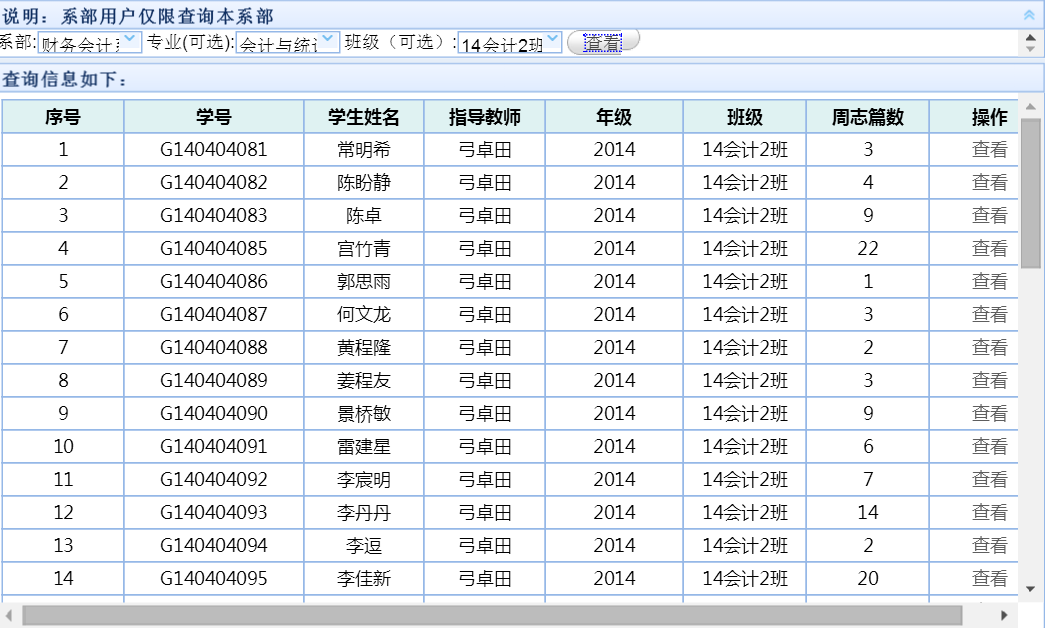 说明：系部用户仅限查询本系部
系部: 财务会计系 专业(可选): 会计与统计 班级（可选）: 14会计2班 查看
查询信息如下：
序号 学号 学生姓名 指导教师 年级 班级 周志篇数 操作
1 G140404081 常明希 弓卓田 2014 14会计2班 3 查看
2 G140404082 陈盼静 弓卓田 2014 14会计2班 4 查看
3 G140404083 陈卓 弓卓田 2014 14会计2班 9 查看
4 G140404085 宫竹青 弓卓田 2014 14会计2班 22 查看
5 G140404086 郭思雨 弓卓田 2014 14会计2班 1 查看
6 G140404087 何文龙 弓卓田 2014 14会计2班 3 查看
7 G140404088 黄程隆 弓卓田 2014 14会计2班 2 查看
8 G140404089 姜程友 弓卓田 2014 14会计2班 3 查看
9 G140404090 景桥敏 弓卓田 2014 14会计2班 9 查看
10 G140404091 雷建星 弓卓田 2014 14会计2班 6 查看
11 G140404092 李宸明 弓卓田 2014 14会计2班 7 查看
12 G140404093 李丹丹 弓卓田 2014 14会计2班 14 查看
13 G140404094 李逗 弓卓田 2014 14会计2班 2 查看
14 G140404095 李佳新 弓卓田 2014 14会计2班 20 查看